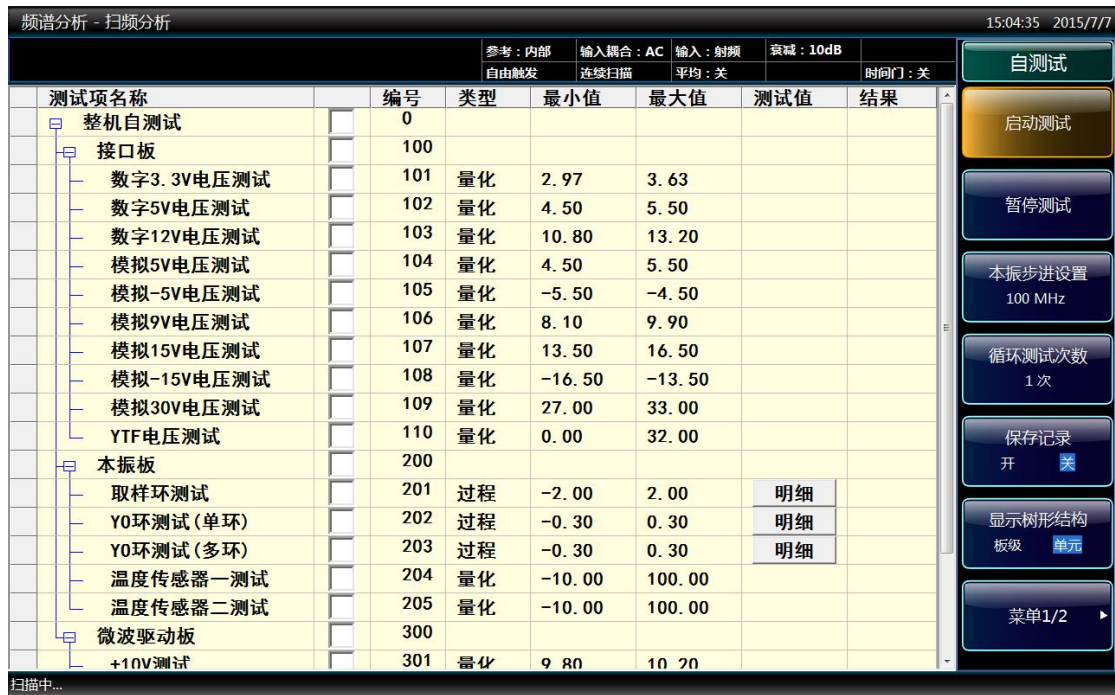 频谱分析 - 扫频分析 15:04:35 2015/7/7
参考：内部 输入耦合：AC 输入：射频 衰减：10dB
自由触发 连续扫描 平均：关 时间门：关
自测试
测试项名称 编号 类型 最小值 最大值 测试值 结果
整机自测试 0
接口板 100
数字3.3V电压测试 101 量化 2.97 3.63
数字5V电压测试 102 量化 4.50 5.50
数字12V电压测试 103 量化 10.80 13.20
模拟5V电压测试 104 量化 4.50 5.50
模拟-5V电压测试 105 量化 -5.50 -4.50
模拟9V电压测试 106 量化 8.10 9.90
模拟15V电压测试 107 量化 13.50 16.50
模拟-15V电压测试 108 量化 -16.50 -13.50
模拟30V电压测试 109 量化 27.00 33.00
YTF电压测试 110 量化 0.00 32.00
本振板 200
取样环测试 201 过程 -2.00 2.00 明细
YO环测试(单环) 202 过程 -0.30 0.30 明细
YO环测试(多环) 203 过程 -0.30 0.30 明细
温度传感器一测试 204 量化 -10.00 100.00
温度传感器二测试 205 量化 -10.00 100.00
微波驱动板 300
+10V测试 301 量化 9.80 10.20
启动测试
暂停测试
本振步进设置
100 MHz
循环测试次数
1 次
保存记录
开 关
显示树形结构
板级 单元
菜单1/2
扫描中...